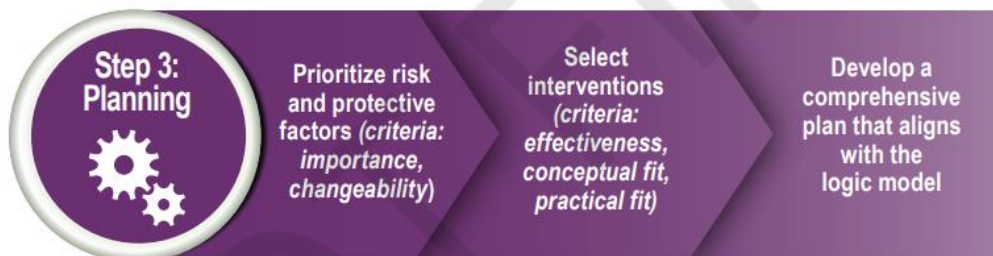 Step 3:
Planning
Prioritize risk
and protective
factors (criteria:
importance,
changeability)
Select
interventions
(criteria:
effectiveness,
conceptual fit,
practical fit)
Develop a
comprehensive
plan that aligns
with the
logic model